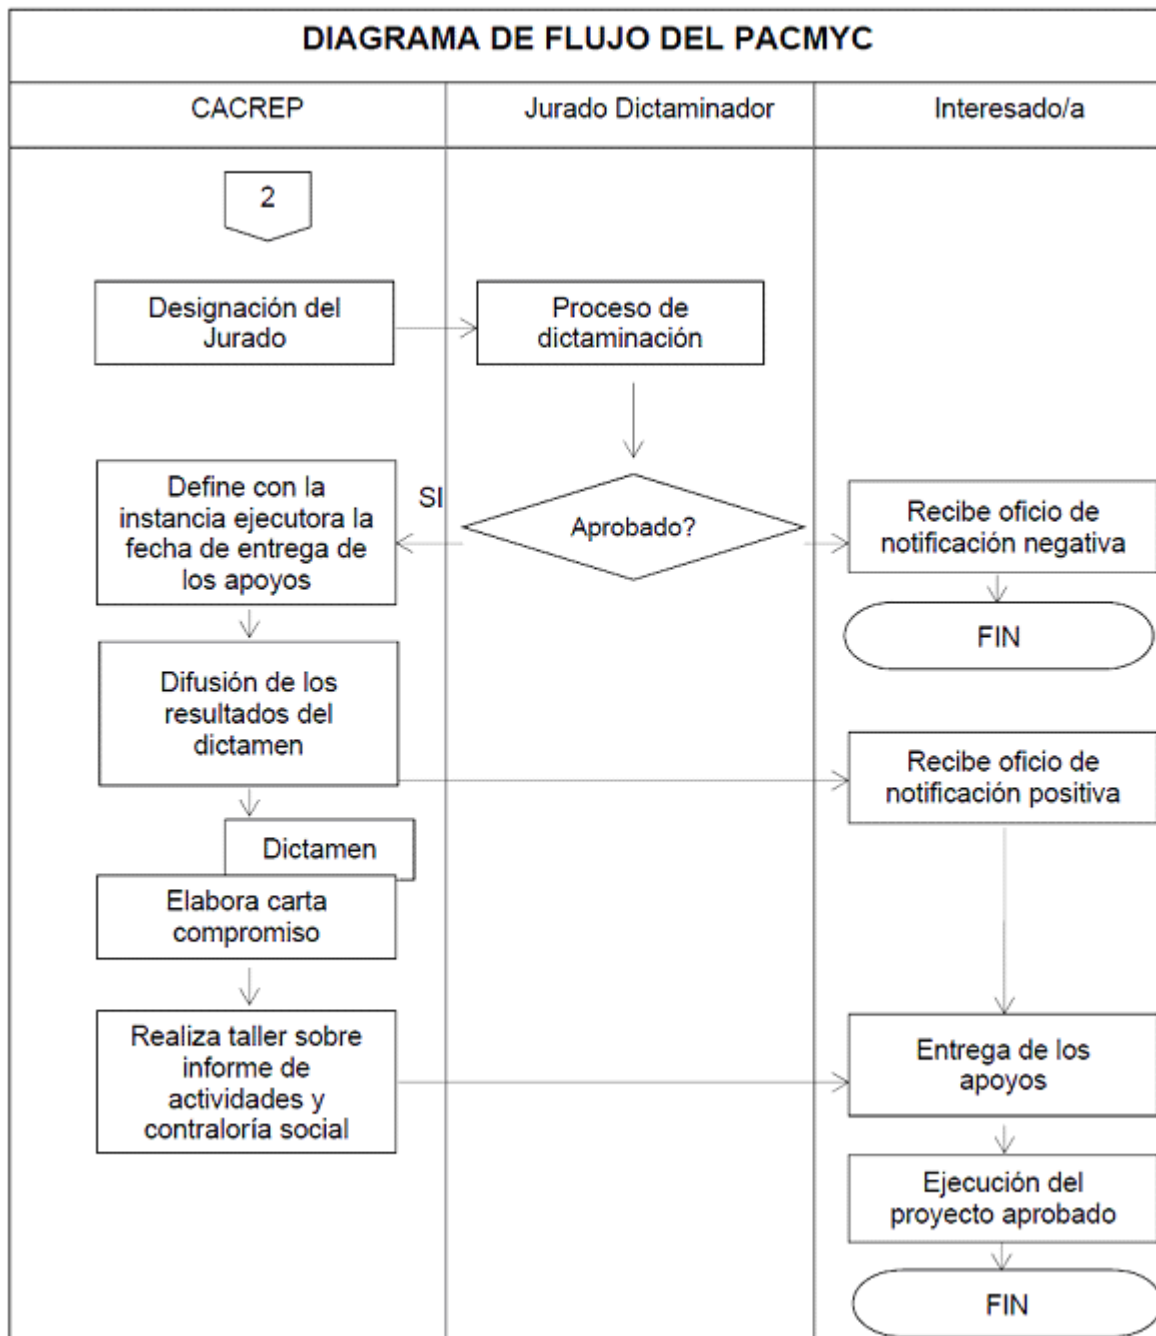 DIAGRAMA DE FLUJO DEL PACMYC
CACREP
Jurado Dictaminador
Interesado/a
2
Designación del
Jurado
Proceso de
dictaminación
Define con la
instancia ejecutora la
fecha de entrega de
los apoyos
SI
Aprobado?
Recibe oficio de
notificación negativa
FIN
Difusión de los
resultados del
dictamen
Recibe oficio de
notificación positiva
Dictamen
Elabora carta
compromiso
Realiza taller sobre
informe de
actividades y
contraloría social
Entrega de los
apoyos
Ejecución del
proyecto aprobado
FIN